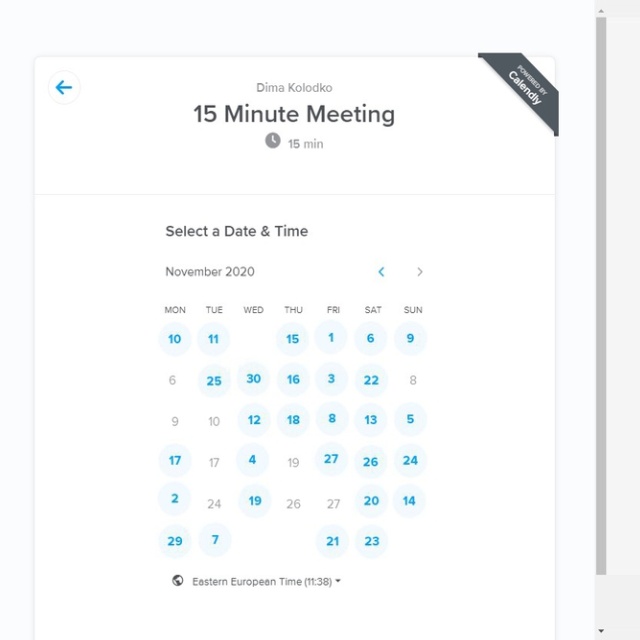 POWERED BY
Calendly
Dima Kolodko
15 Minute Meeting
15 min
Select a Date & Time
November 2020
MON TUE WED THU FRI SAT SUN
10 11 15 1 6 9
6 25 30 16 3 22 8
9 10 12 18 8 13 5
17 17 4 19 27 26 24
2 24 19 26 27 20 14
29 7 21 23
Eastern European Time (11:38)